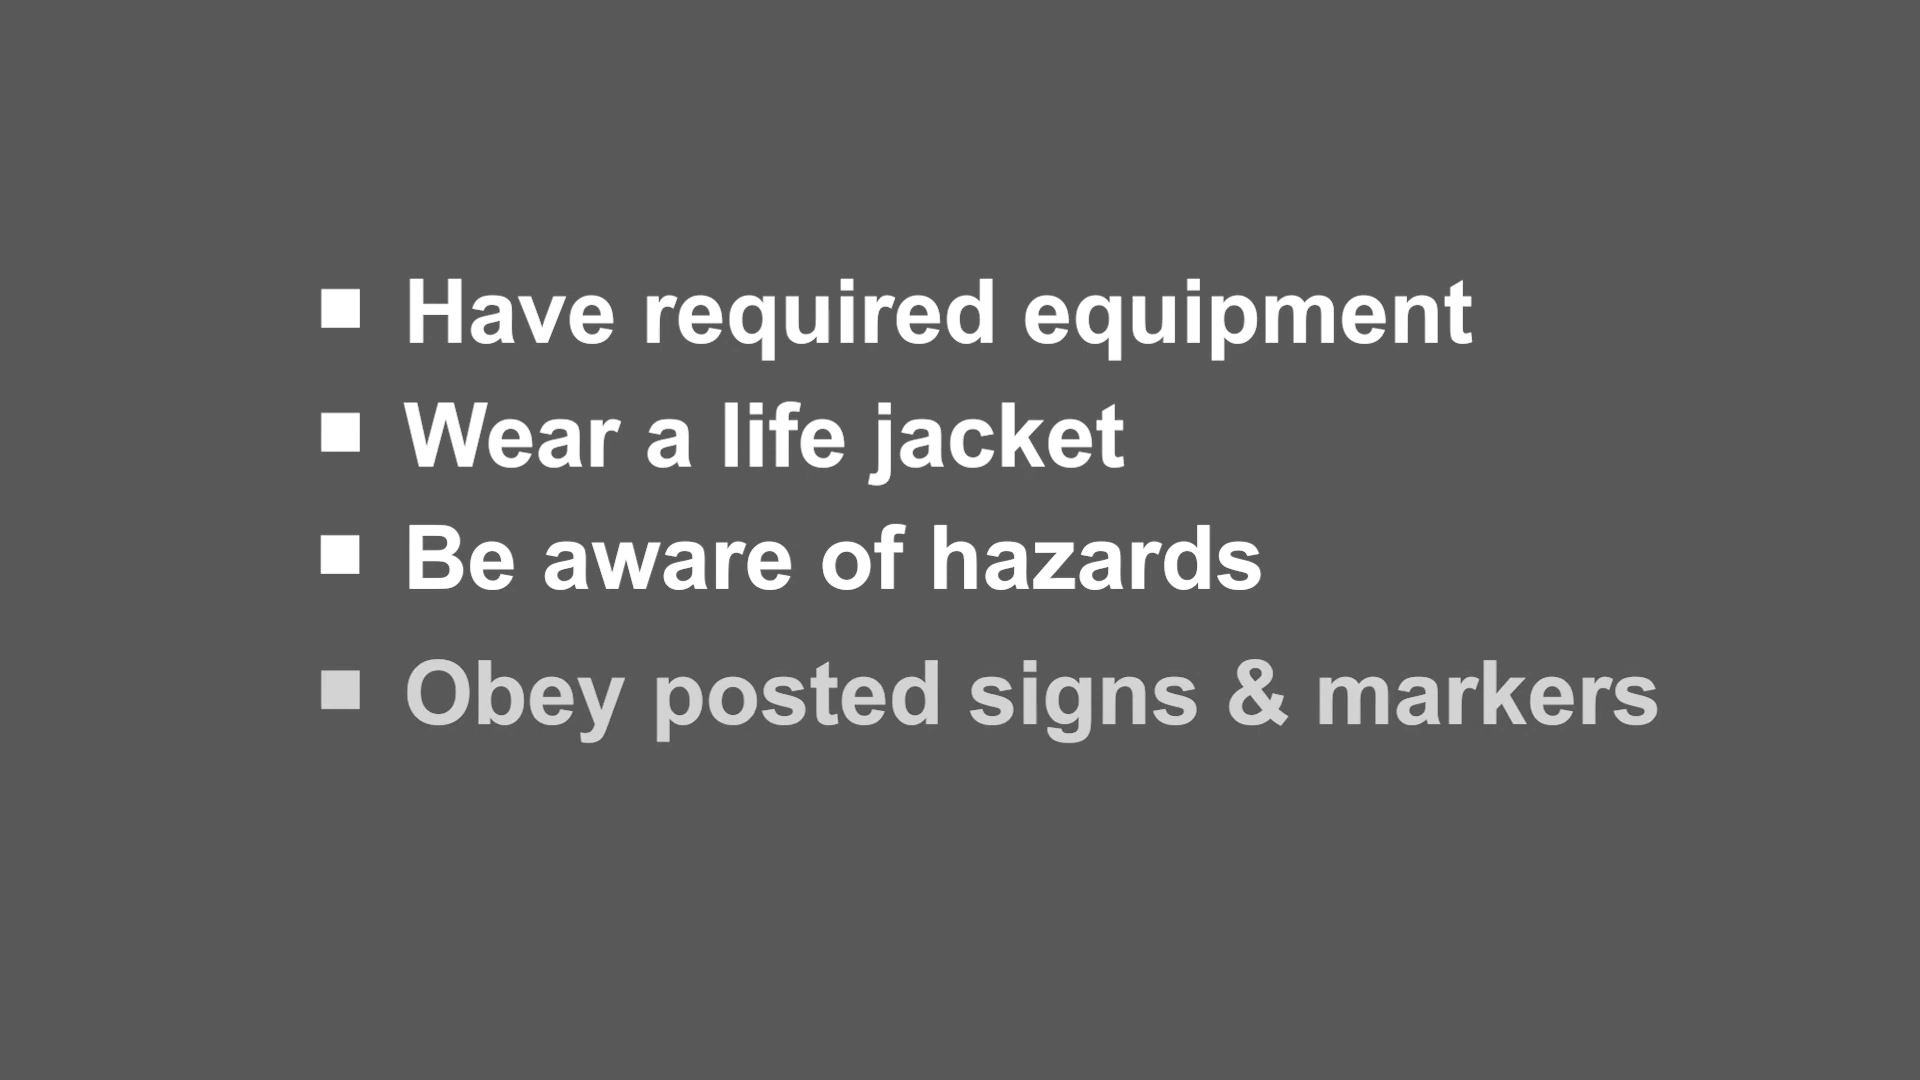 ■ Have required equipment
■ Wear a life jacket
■ Be aware of hazards
■ Obey posted signs & markers